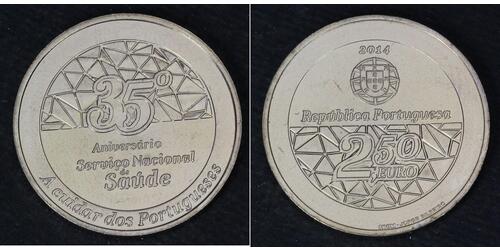 35º
Aniversário
Serviço Nacional
de
Saúde
A cuidar dos Portugueses
2014
República Portuguesa
2,50
EURO